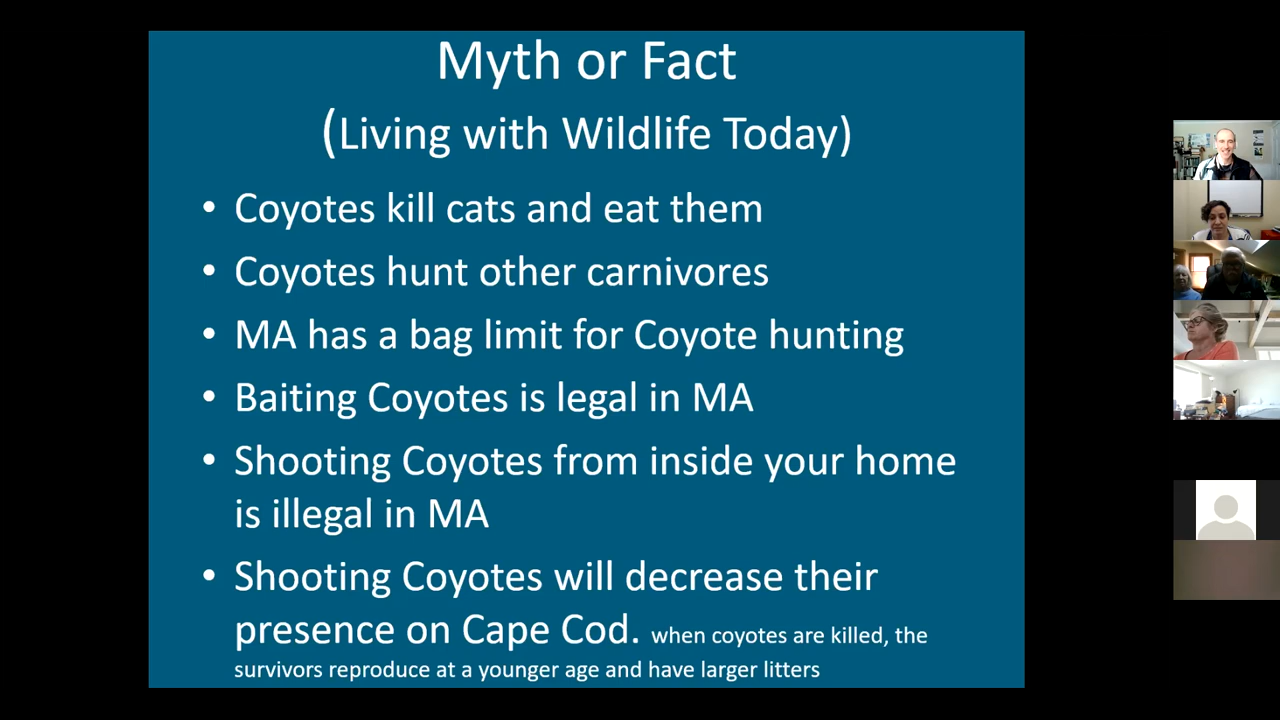 Myth or Fact
(Living with Wildlife Today)
• Coyotes kill cats and eat them
• Coyotes hunt other carnivores
• MA has a bag limit for Coyote hunting
• Baiting Coyotes is legal in MA
• Shooting Coyotes from inside your home
is illegal in MA
• Shooting Coyotes will decrease their
presence on Cape Cod. when coyotes are killed, the
survivors reproduce at a younger age and have larger litters